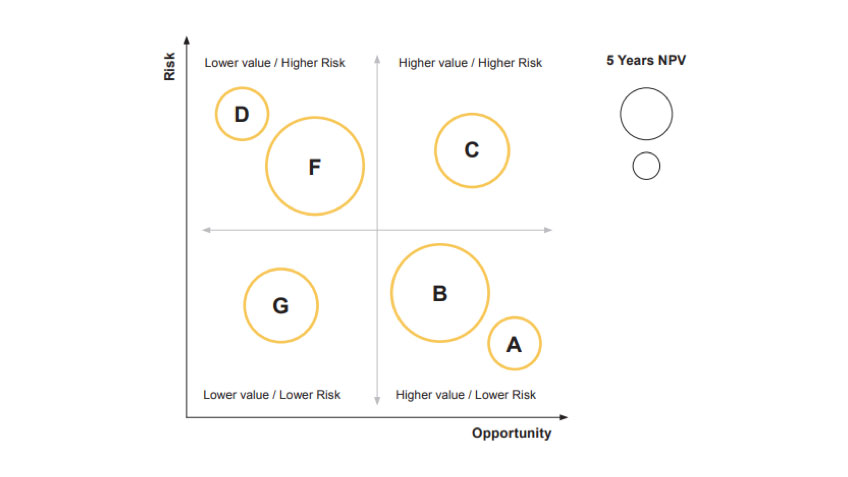 Risk
Lower value / Higher Risk
Higher value / Higher Risk
5 Years NPV
D
F
C
G
B
A
Lower value / Lower Risk
Higher value / Lower Risk
Opportunity